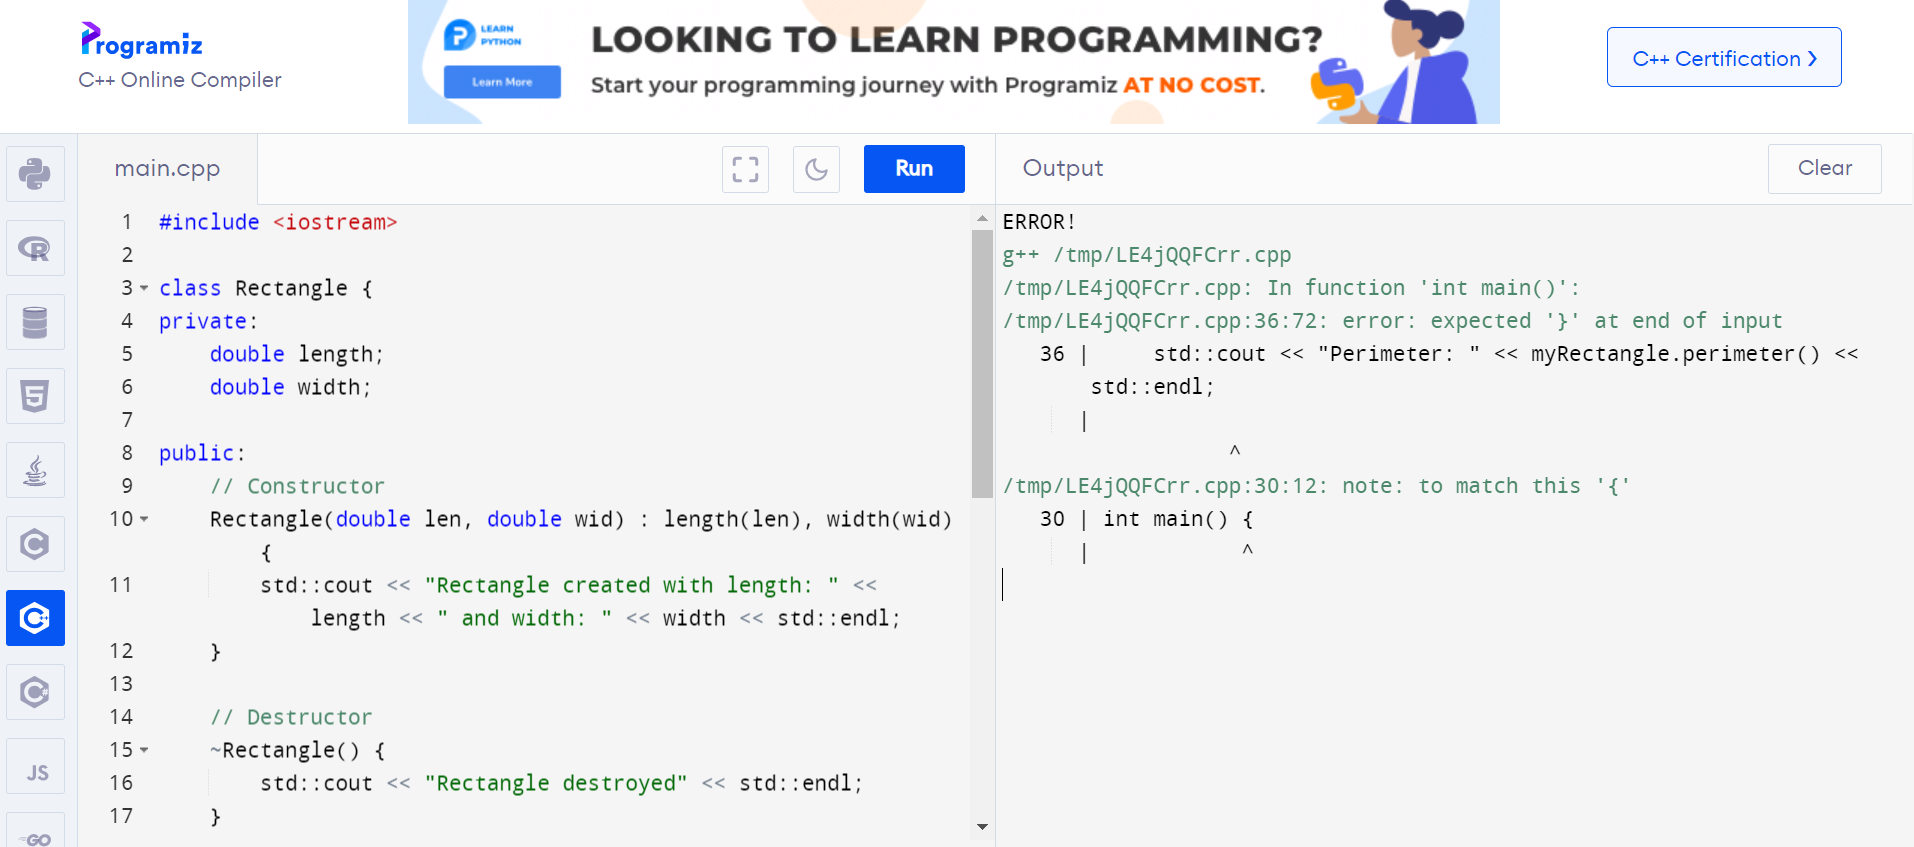 Programiz
C++ Online Compiler
LEARN
PYTHON
Learn More
LOOKING TO LEARN PROGRAMMING?
Start your programming journey with Programiz AT NO COST.
C++ Certification ❯
main.cpp
Run
Output
Clear
1 #include <iostream>
2
3 class Rectangle {
4 private:
5     double length;
6     double width;
7
8 public:
9     // Constructor
10     Rectangle(double len, double wid) : length(len), width(wid)
{
11         std::cout << "Rectangle created with length: " <<
length << " and width: " << width << std::endl;
12     }
13
14     // Destructor
15     ~Rectangle() {
16         std::cout << "Rectangle destroyed" << std::endl;
17     }
ERROR!
g++ /tmp/LE4jQQFCrr.cpp
/tmp/LE4jQQFCrr.cpp: In function 'int main()':
/tmp/LE4jQQFCrr.cpp:36:72: error: expected '}' at end of input
36 |     std::cout << "Perimeter: " << myRectangle.perimeter() <<
std::endl;
|
^
/tmp/LE4jQQFCrr.cpp:30:12: note: to match this '{'
30 | int main() {
|            ^
R
5
C
C++
C#
JS
GO